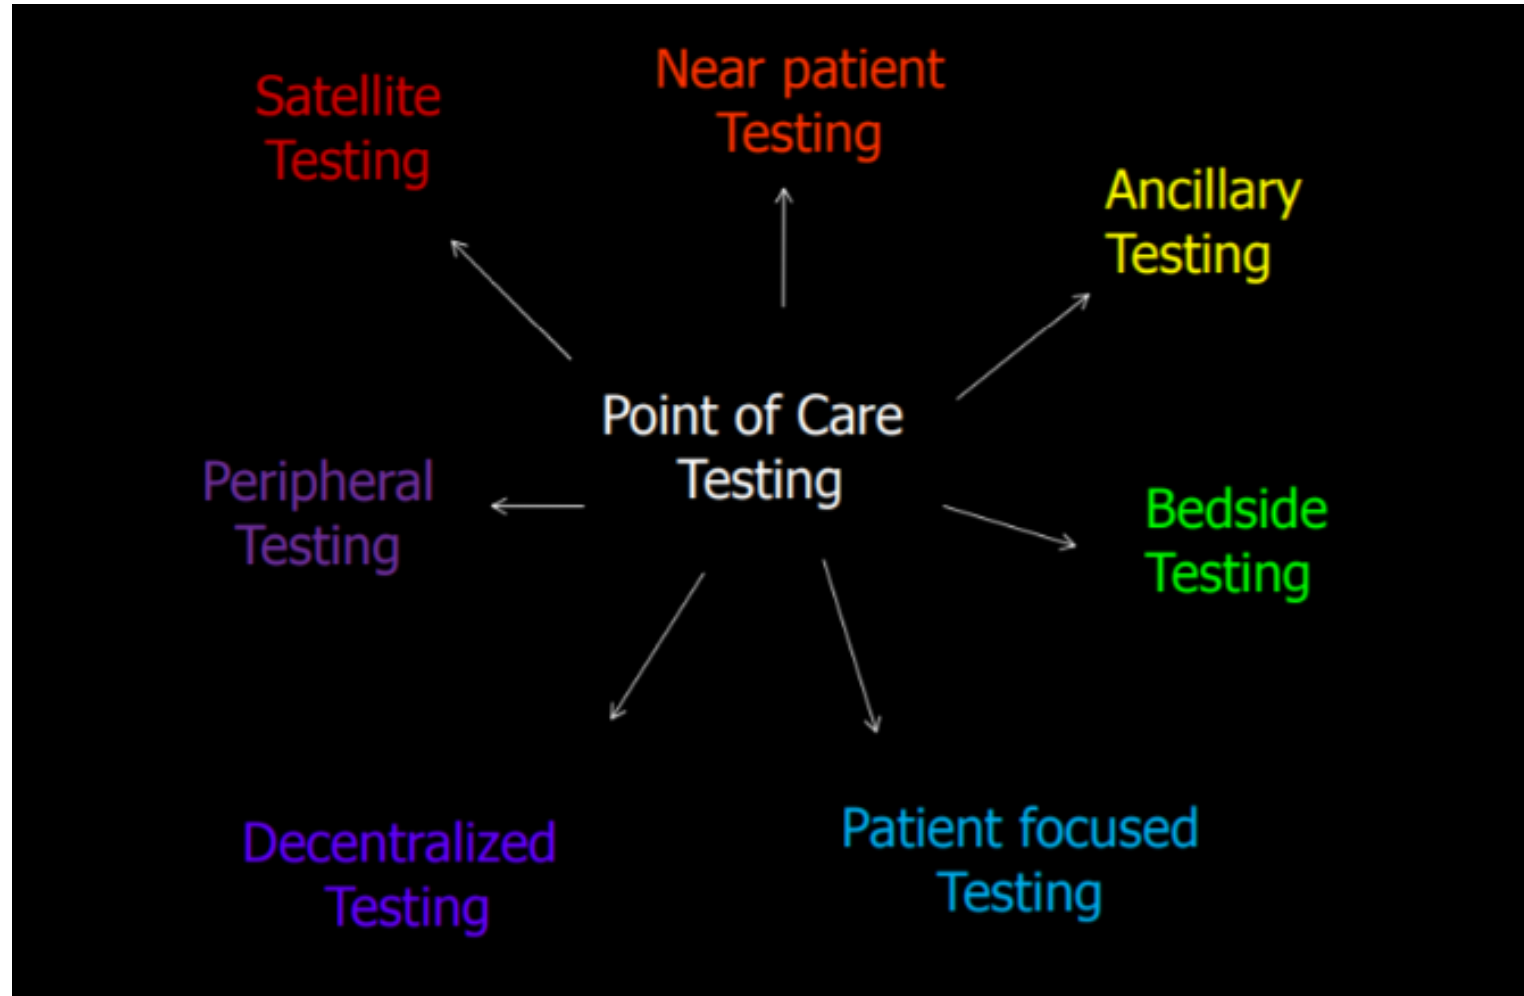 Near patient
Testing
Satellite
Testing
Ancillary
Testing
Point of Care
Testing
Peripheral
Testing
Bedside
Testing
Decentralized
Testing
Patient focused
Testing